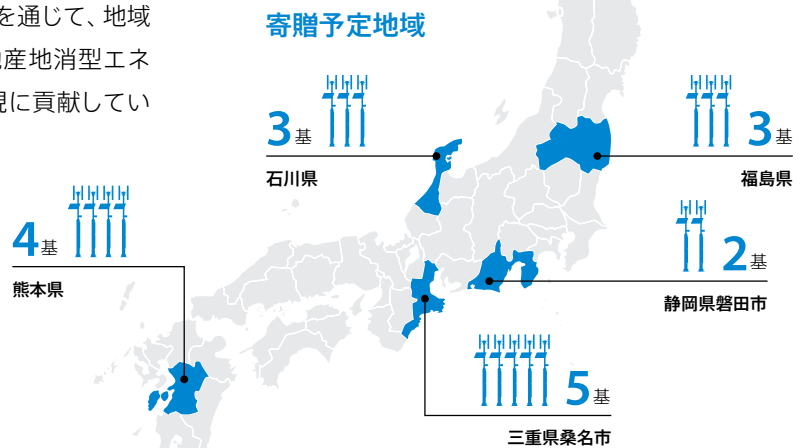 を通じて、地域
産地消型エネ
現に貢献してい
寄贈予定地域
3基
石川県
3基
福島県
4基
熊本県
2基
静岡県磐田市
5基
三重県桑名市